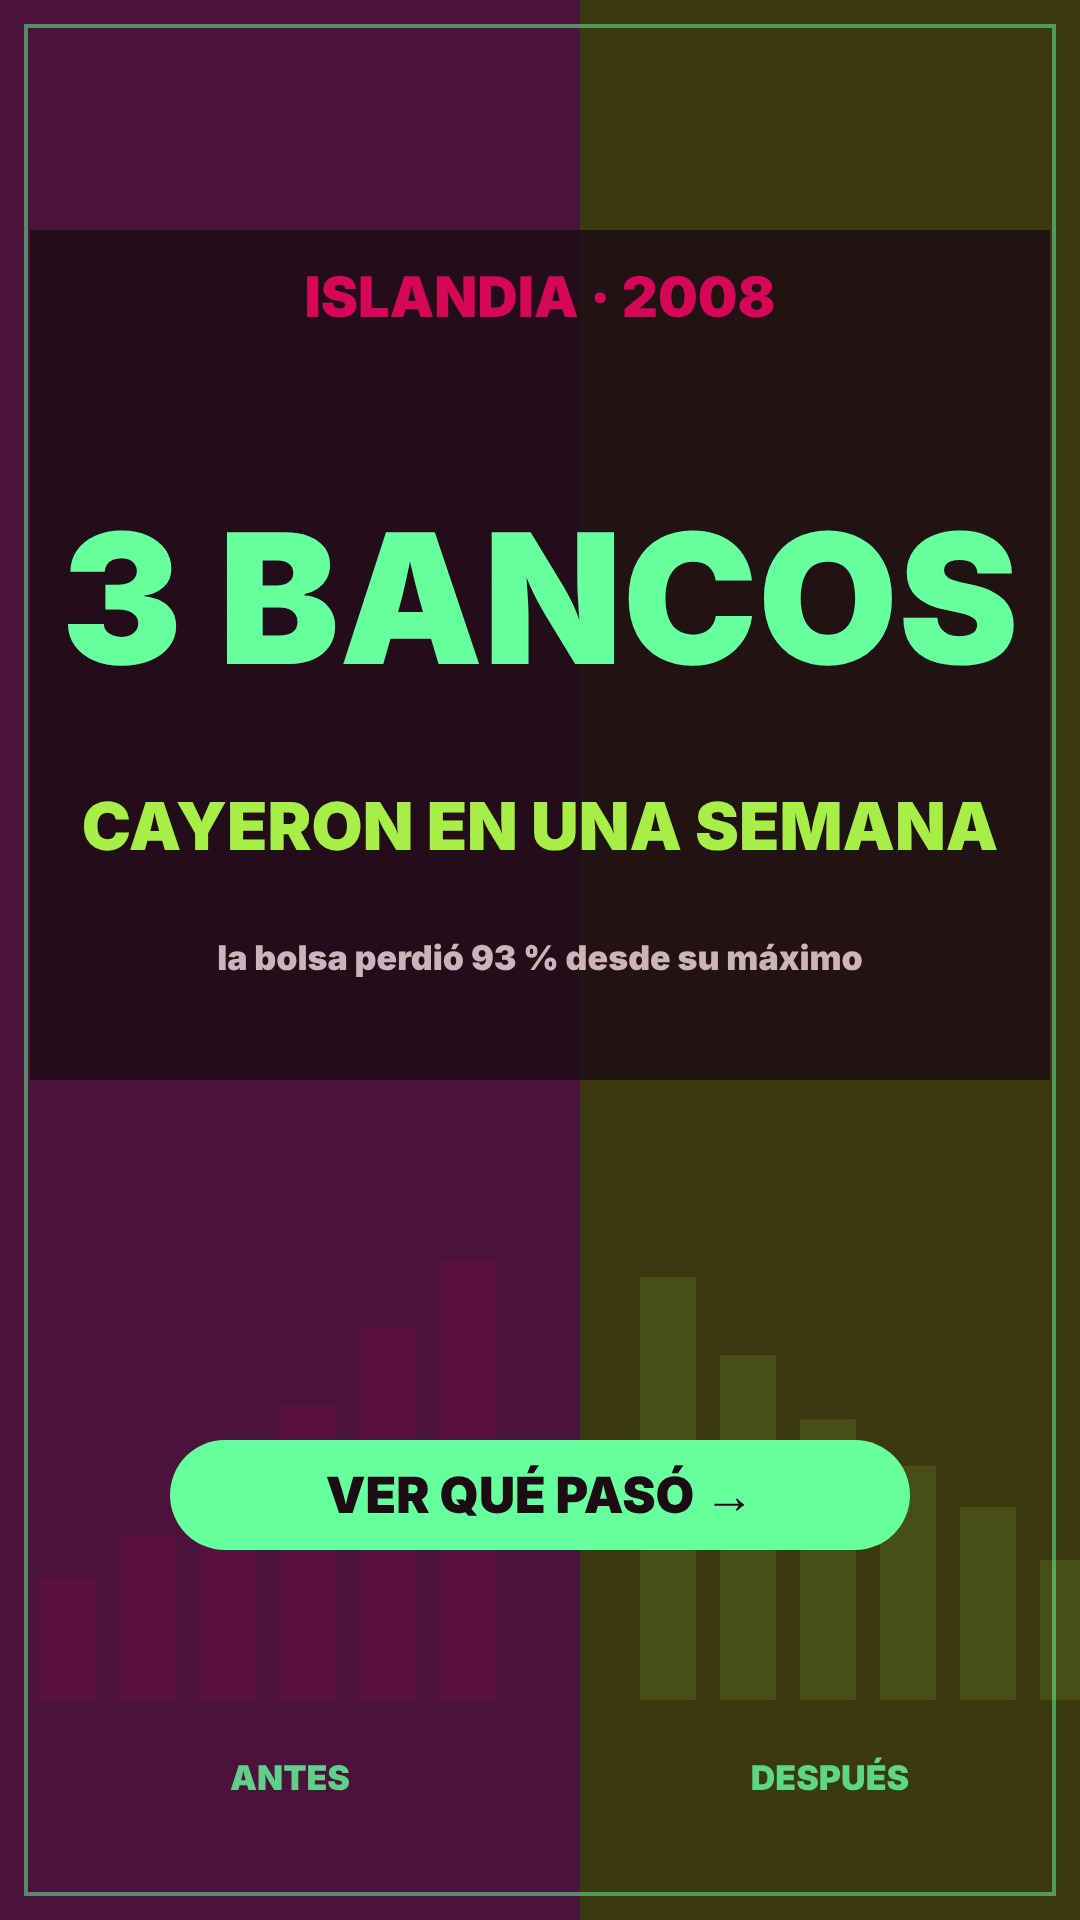 ISLANDIA · 2008
3 BANCOS
CAYERON EN UNA SEMANA
la bolsa perdió 93 % desde su máximo
VER QUÉ PASÓ →
ANTES
DESPUÉS